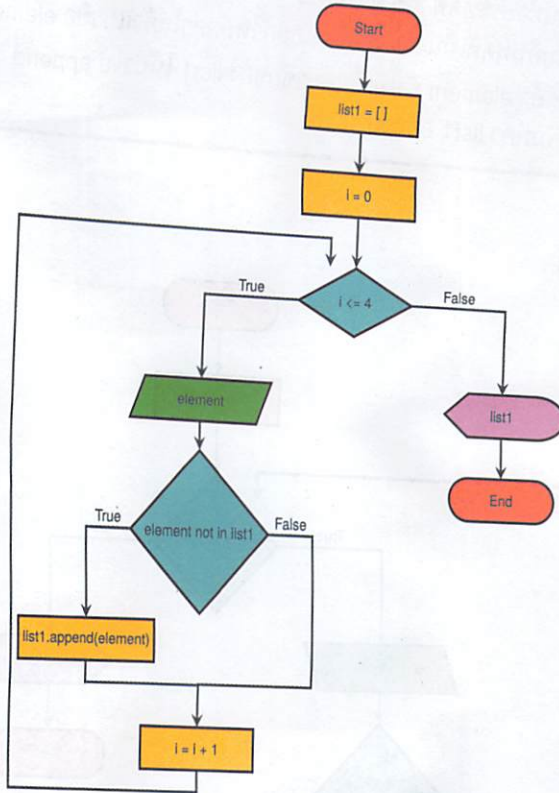 Start
list1 = [ ]
i = 0
i <= 4
True
False
element
list1
End
element not in list1
True
False
list1.append(element)
i = i + 1